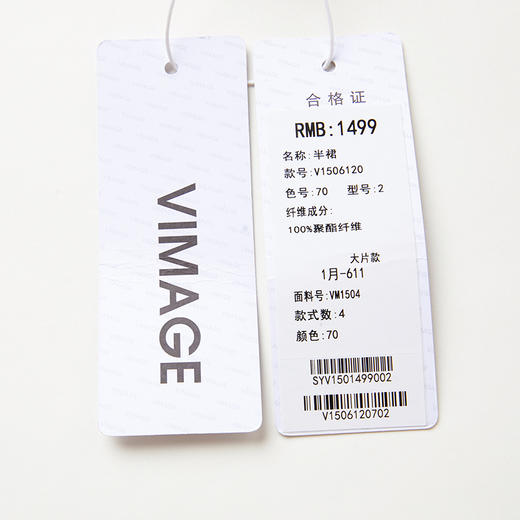 VIMAGE
合格证
RMB:1499
名称:半裙
款号:V1506120
色号:70 型号:2
纤维成分:
100%聚酯纤维
大片款
1月-611
面料号:VM1504
款式数:4
颜色:70
SYV1501499002
V1506120702